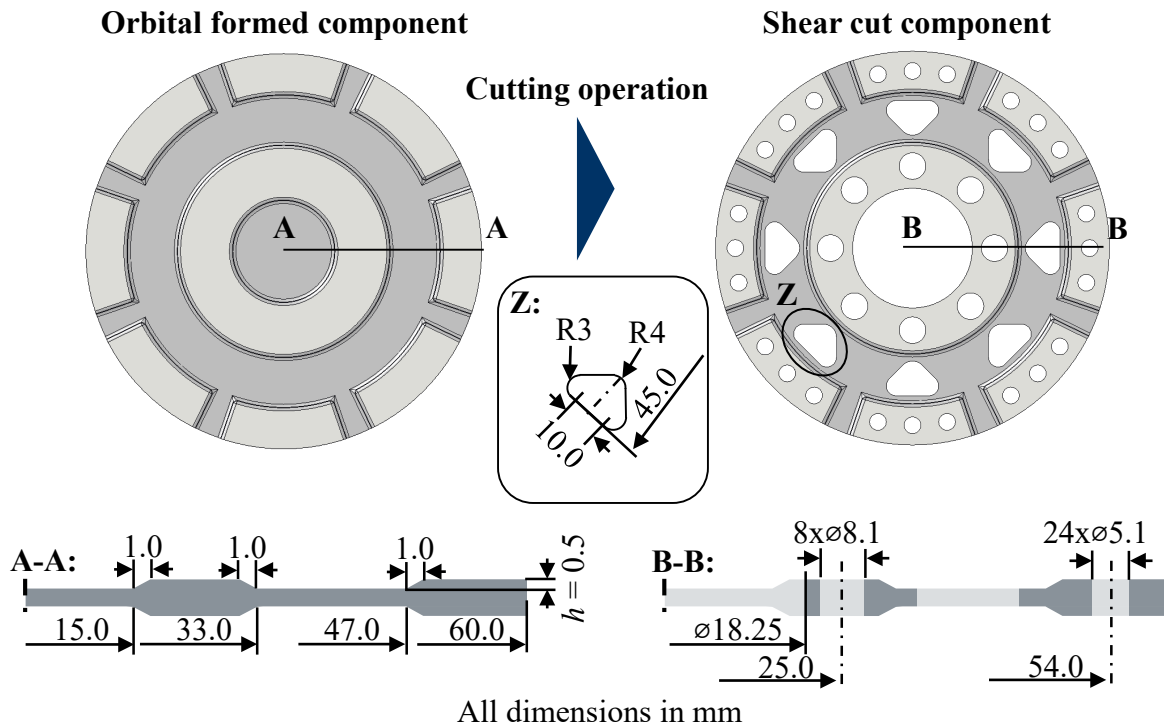 Orbital formed component
Shear cut component
Cutting operation
A
A
B
B
Z
Z:
R3
R4
45.0
10.0
A-A:
1.0
1.0
1.0
h = 0.5
15.0
33.0
47.0
60.0
B-B:
8x⌀8.1
24x⌀5.1
⌀18.25
25.0
54.0
All dimensions in mm